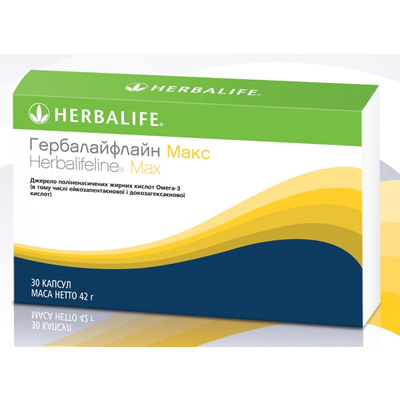 HERBALIFE®
Гербалайфлайн Макс
Herbalifeline® Max
Джерело поліненасичених жирних кислот Омега-3
(в тому числі ейкозапентаєнової і докозагексаєнової
кислот)
30 КАПСУЛ
МАСА НЕТТО 42 г